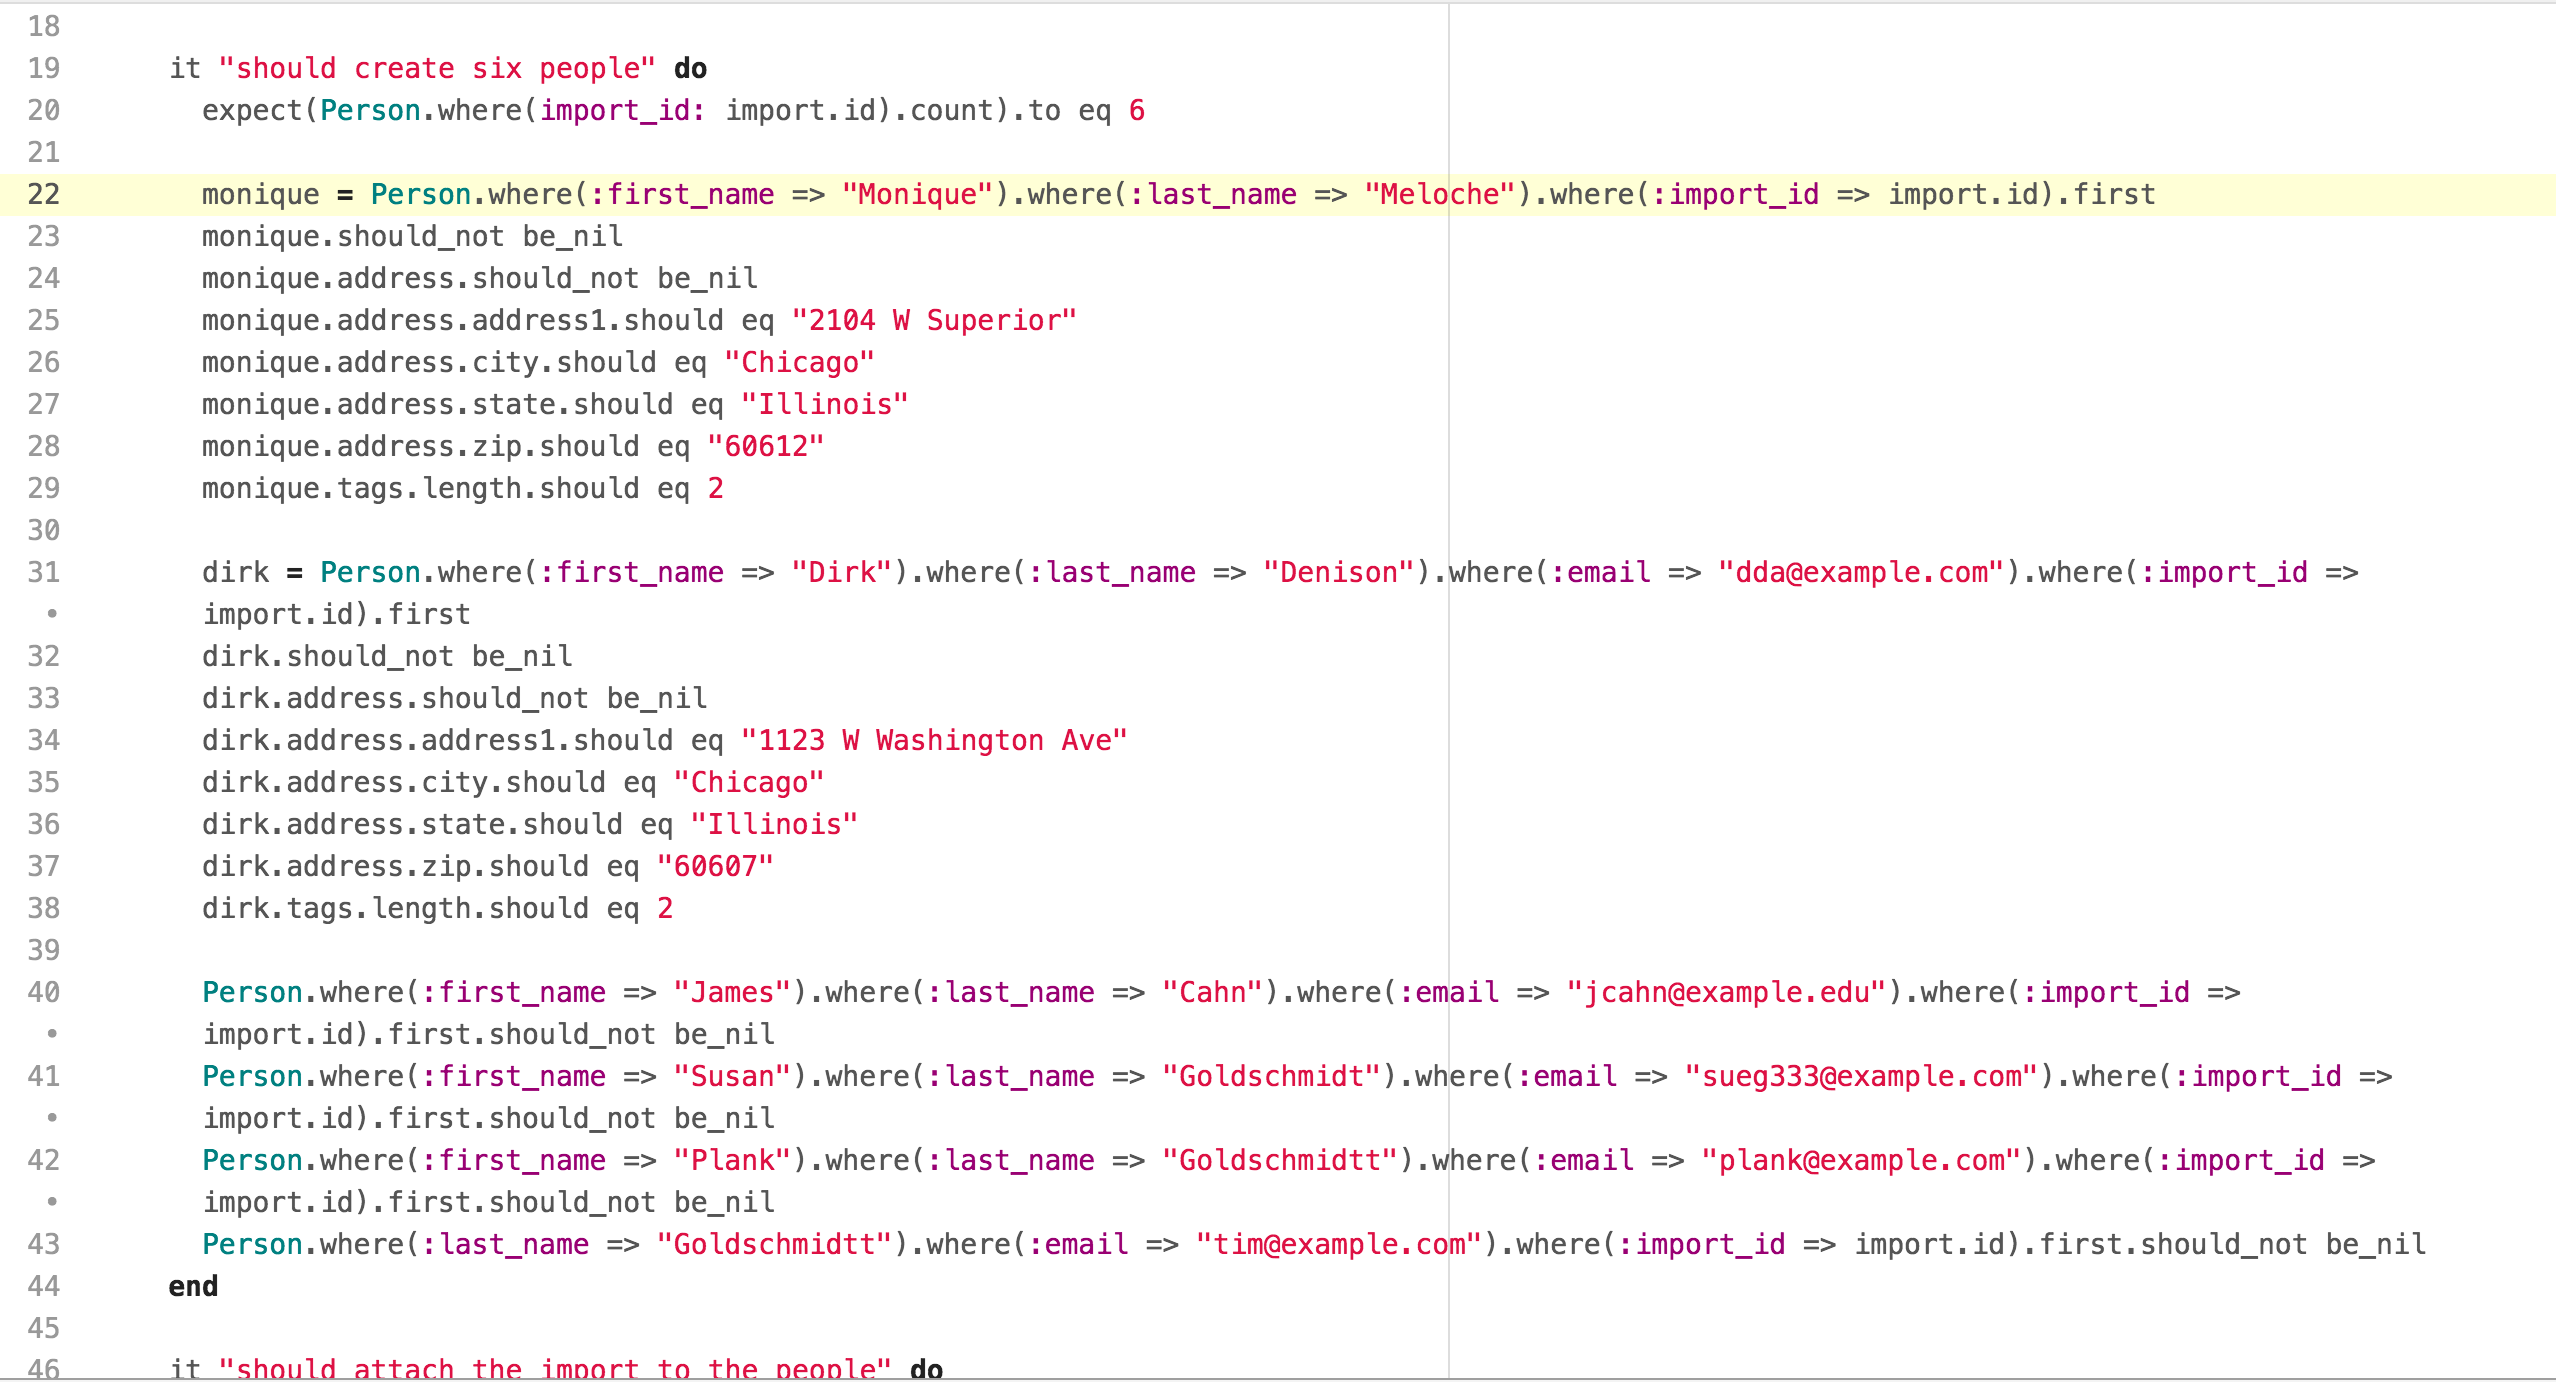 18
19 it "should create six people" do
20 expect(Person.where(import_id: import.id).count).to eq 6
21
22 monique = Person.where(:first_name => "Monique").where(:last_name => "Meloche").where(:import_id => import.id).first
23 monique.should_not be_nil
24 monique.address.should_not be_nil
25 monique.address.address1.should eq "2104 W Superior"
26 monique.address.city.should eq "Chicago"
27 monique.address.state.should eq "Illinois"
28 monique.address.zip.should eq "60612"
29 monique.tags.length.should eq 2
30
31 dirk = Person.where(:first_name => "Dirk").where(:last_name => "Denison").where(:email => "dda@example.com").where(:import_id =>
• import.id).first
32 dirk.should_not be_nil
33 dirk.address.should_not be_nil
34 dirk.address.address1.should eq "1123 W Washington Ave"
35 dirk.address.city.should eq "Chicago"
36 dirk.address.state.should eq "Illinois"
37 dirk.address.zip.should eq "60607"
38 dirk.tags.length.should eq 2
39
40 Person.where(:first_name => "James").where(:last_name => "Cahn").where(:email => "jcahn@example.edu").where(:import_id =>
• import.id).first.should_not be_nil
41 Person.where(:first_name => "Susan").where(:last_name => "Goldschmidt").where(:email => "sueg333@example.com").where(:import_id =>
• import.id).first.should_not be_nil
42 Person.where(:first_name => "Plank").where(:last_name => "Goldschmidtt").where(:email => "plank@example.com").where(:import_id =>
• import.id).first.should_not be_nil
43 Person.where(:last_name => "Goldschmidtt").where(:email => "tim@example.com").where(:import_id => import.id).first.should_not be_nil
44 end
45
46 it "should attach the import to the people" do